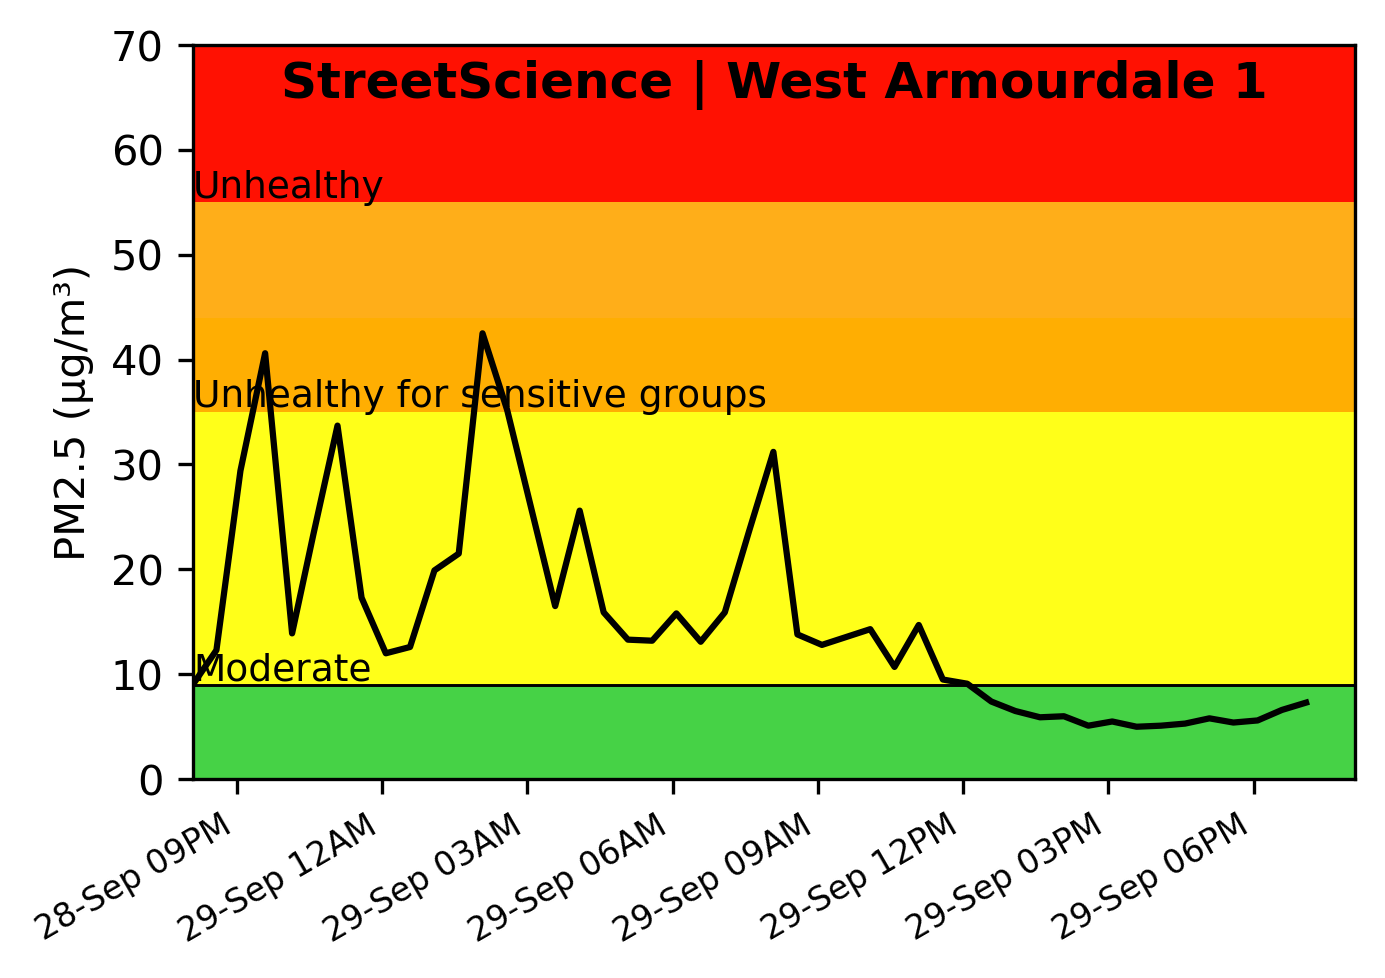 StreetScience | West Armourdale 1
70
60
50
40
30
20
10
0
PM2.5 (µg/m³)
Unhealthy
Unhealthy for sensitive groups
Moderate
28-Sep 09PM
29-Sep 12AM
29-Sep 03AM
29-Sep 06AM
29-Sep 09AM
29-Sep 12PM
29-Sep 03PM
29-Sep 06PM